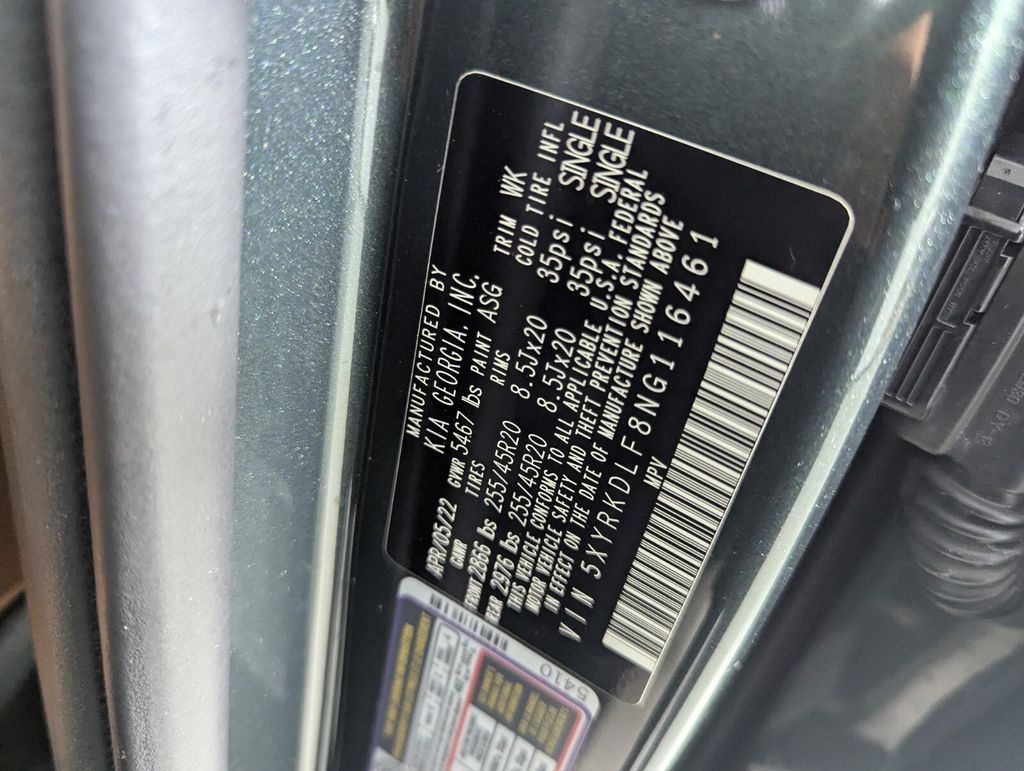 MANUFACTURED BY
KIA GEORGIA, INC.
APR/05/22 GVWR 5467 lbs PAINT ASG TRIM WK
GAWR TIRES RIMS COLD TIRE INFL
2866 lbs 255/45R20 8.5Jx20 35psi SINGLE
REAR 2976 lbs 255/45R20 8.5Jx20 35psi SINGLE
THIS VEHICLE CONFORMS TO ALL APPLICABLE U.S.A. FEDERAL
MOTOR VEHICLE SAFETY AND THEFT PREVENTION STANDARDS
IN EFFECT ON THE DATE OF MANUFACTURE SHOWN ABOVE
VIN 5XYRKDLF8NG116461
MPV
5410